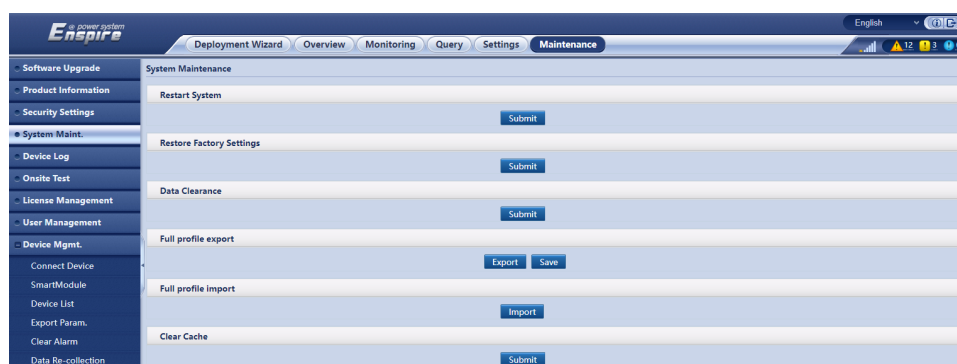 e power system
Enspire
English
Deployment Wizard Overview Monitoring Query Settings Maintenance
12 3
Software Upgrade
Product Information
Security Settings
System Maint.
Device Log
Onsite Test
License Management
User Management
Device Mgmt.
Connect Device
SmartModule
Device List
Export Param.
Clear Alarm
Data Re-collection
System Maintenance
Restart System
Submit
Restore Factory Settings
Submit
Data Clearance
Submit
Full profile export
Export Save
Full profile import
Import
Clear Cache
Submit